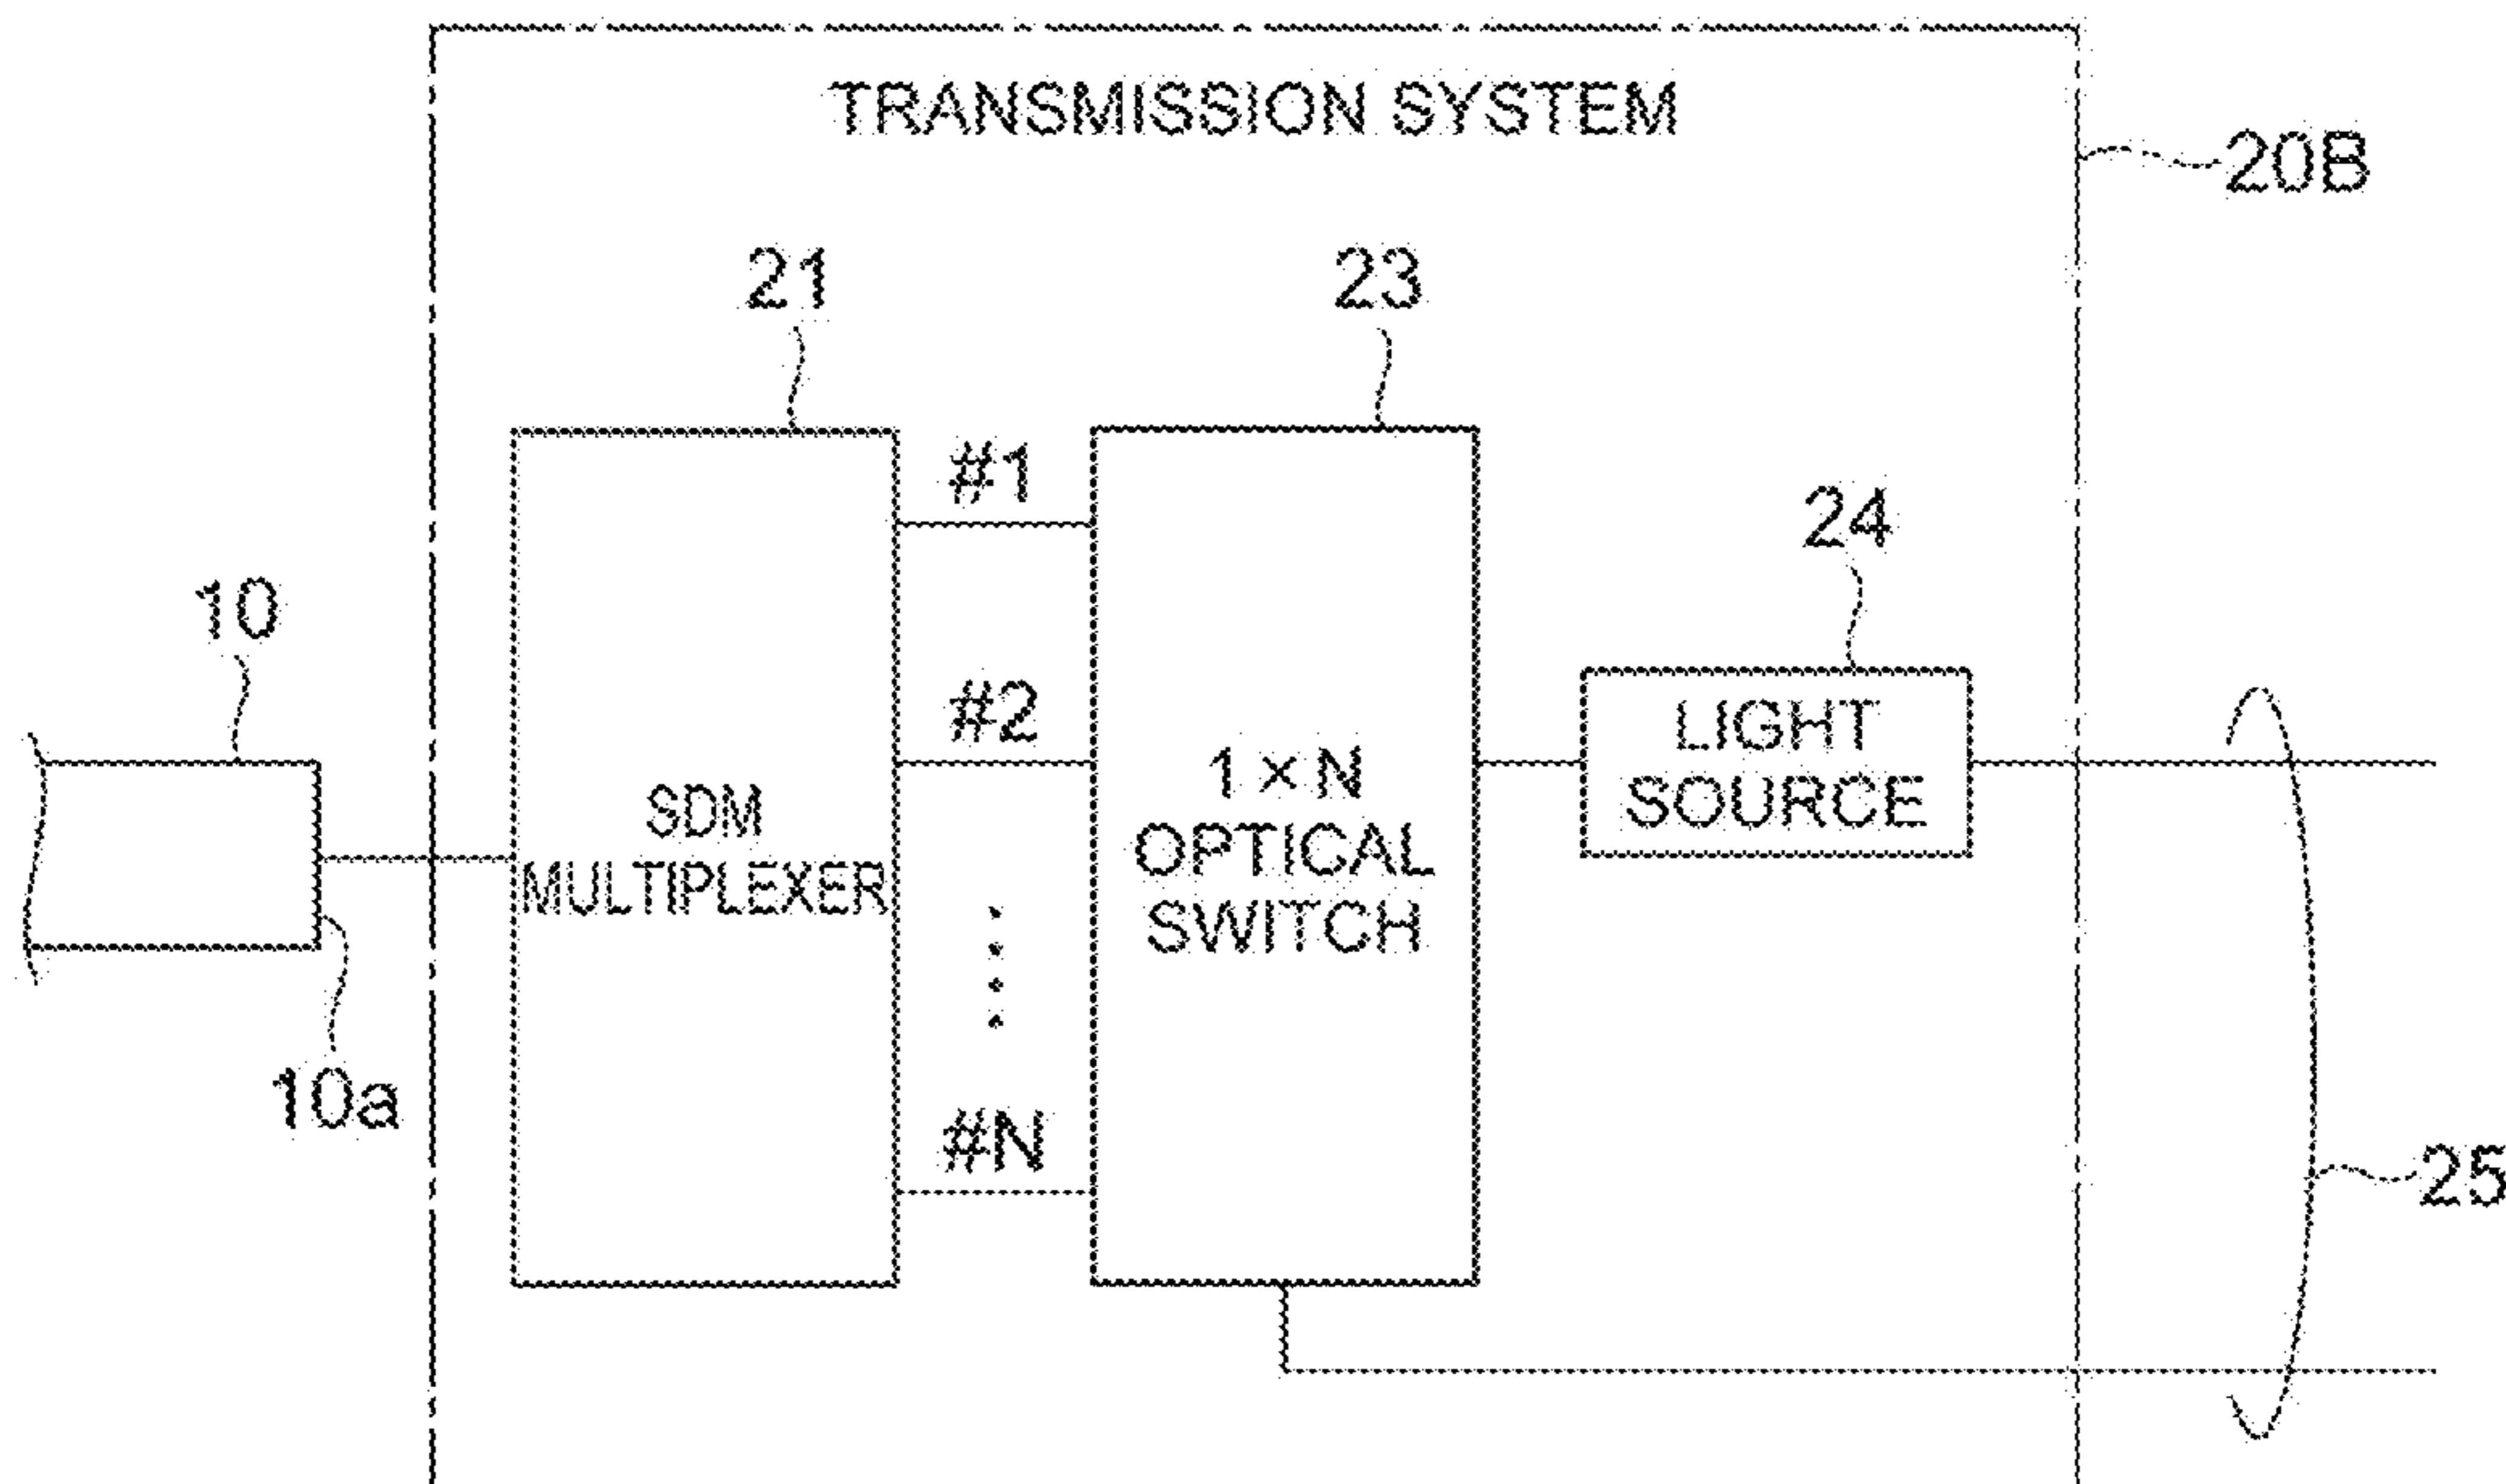 TRANSMISSION SYSTEM
20B
21
23
#1
24
10
#2
LIGHT
SOURCE
1 × N
OPTICAL
SWITCH
SDM
MULTIPLEXER
10a
#N
25